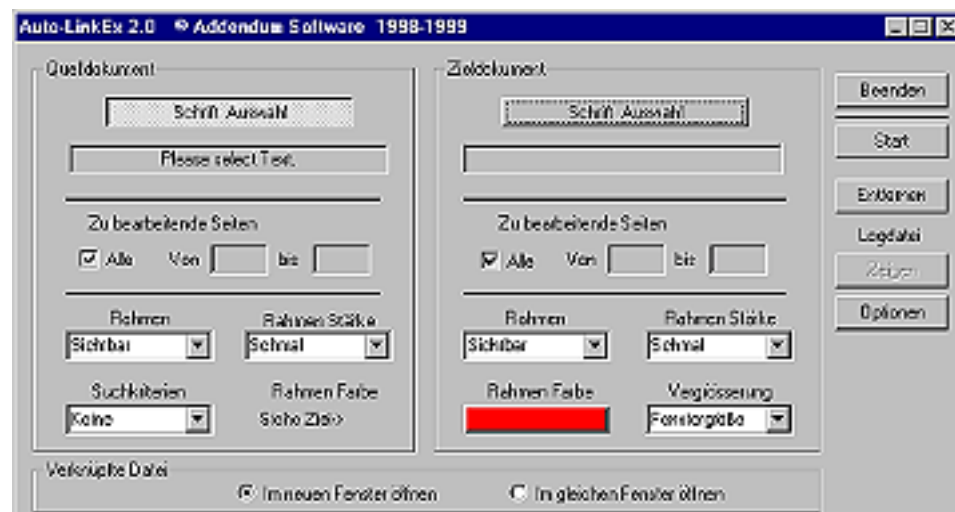 Auto-LinkEx 2.0 © Addendum Software 1998-1999
Quelldokument
Schrift Auswahl
Please select Text.
Zu bearbeitende Seiten
Alle Von bis
Rahmen Rahmen Stärke
Sichtbar Schmal
Suchkriterien Rahmen Farbe
Keine Siehe Ziel->
Zieldokument
Schrift Auswahl
Zu bearbeitende Seiten
Alle Von bis
Rahmen Rahmen Stärke
Sichtbar Schmal
Rahmen Farbe Vergrösserung
Fenstergröße
Beenden
Start
Entfernen
Logdatei
Zeigen
Optionen
Verknüpfte Datei
Im neuen Fenster öffnen Im gleichen Fenster öffnen